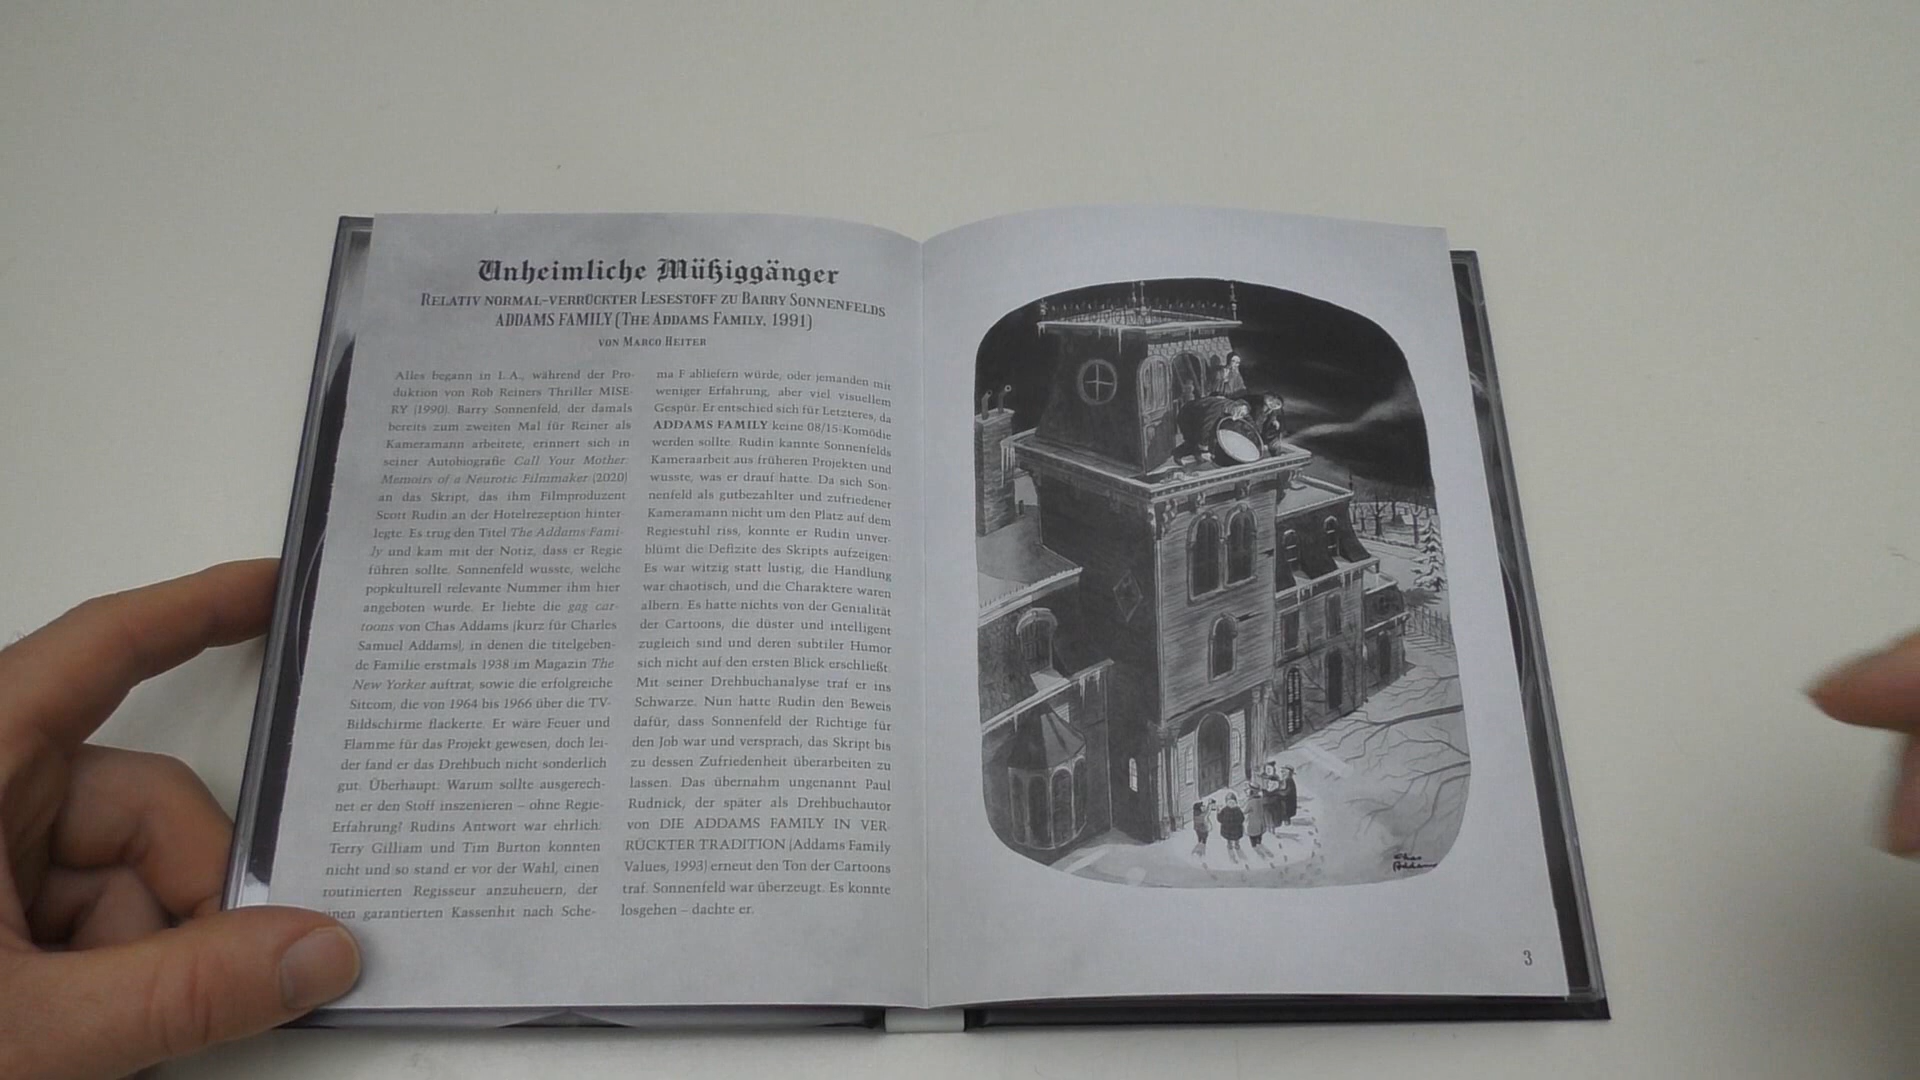 Unheimliche Müßiggänger
Relativ normal-verrückter Lesestoff zu Barry Sonnenfelds
ADDAMS FAMILY (The Addams Family, 1991)
von Marco Heiter
Alles begann in L.A., während der Pro-
duktion von Rob Reiners Thriller MISE-
RY (1990). Barry Sonnenfeld, der damals
bereits zum zweiten Mal für Reiner als
Kameramann arbeitete, erinnert sich in
seiner Autobiografie Call Your Mother:
Memoirs of a Neurotic Filmmaker (2020)
an das Skript, das ihm Filmproduzent
Scott Rudin an der Hotelrezeption hinter-
legte. Es trug den Titel The Addams Fami-
ly und kam mit der Notiz, dass er Regie
führen sollte. Sonnenfeld wusste, welche
popkulturell relevante Nummer ihm hier
angeboten wurde. Er liebte die gag car-
toons von Chas Addams (kurz für Charles
Samuel Addams), in denen die titelgeben-
de Familie erstmals 1938 im Magazin The
New Yorker auftrat, sowie die erfolgreiche
Sitcom, die von 1964 bis 1966 über die TV-
Bildschirme flackerte. Er wäre Feuer und
Flamme für das Projekt gewesen, doch lei-
der fand er das Drehbuch nicht sonderlich
gut. Überhaupt: Warum sollte ausgerech-
net er den Stoff inszenieren – ohne Regie-
Erfahrung? Rudins Antwort war ehrlich:
Terry Gilliam und Tim Burton konnten
nicht und so stand er vor der Wahl, einen
routinierten Regisseur anzuheuern, der
einen garantierten Kassenhit nach Sche-
ma F abliefern würde, oder jemanden mit
weniger Erfahrung, aber viel visuellem
Gespür. Er entschied sich für Letzteres, da
ADDAMS FAMILY keine 08/15-Komödie
werden sollte. Rudin kannte Sonnenfelds
Kameraarbeit aus früheren Projekten und
wusste, was er drauf hatte. Da sich Son-
nenfeld als gutbezahlter und zufriedener
Kameramann nicht um den Platz auf dem
Regiestuhl riss, konnte er Rudin unver-
blümt die Defizite des Skripts aufzeigen:
Es war witzig statt lustig, die Handlung
war chaotisch, und die Charaktere waren
albern. Es hatte nichts von der Genialität
der Cartoons, die düster und intelligent
zugleich sind und deren subtiler Humor
sich nicht auf den ersten Blick erschließt.
Mit seiner Drehbuchanalyse traf er ins
Schwarze. Nun hatte Rudin den Beweis
dafür, dass Sonnenfeld der Richtige für
den Job war und versprach, das Skript bis
zu dessen Zufriedenheit überarbeiten zu
lassen. Das übernahm ungenannt Paul
Rudnick, der später als Drehbuchautor
von DIE ADDAMS FAMILY IN VER-
RÜCKTER TRADITION (Addams Family
Values, 1993) erneut den Ton der Cartoons
traf. Sonnenfeld war überzeugt. Es konnte
losgehen – dachte er.
Chas
Addams
3